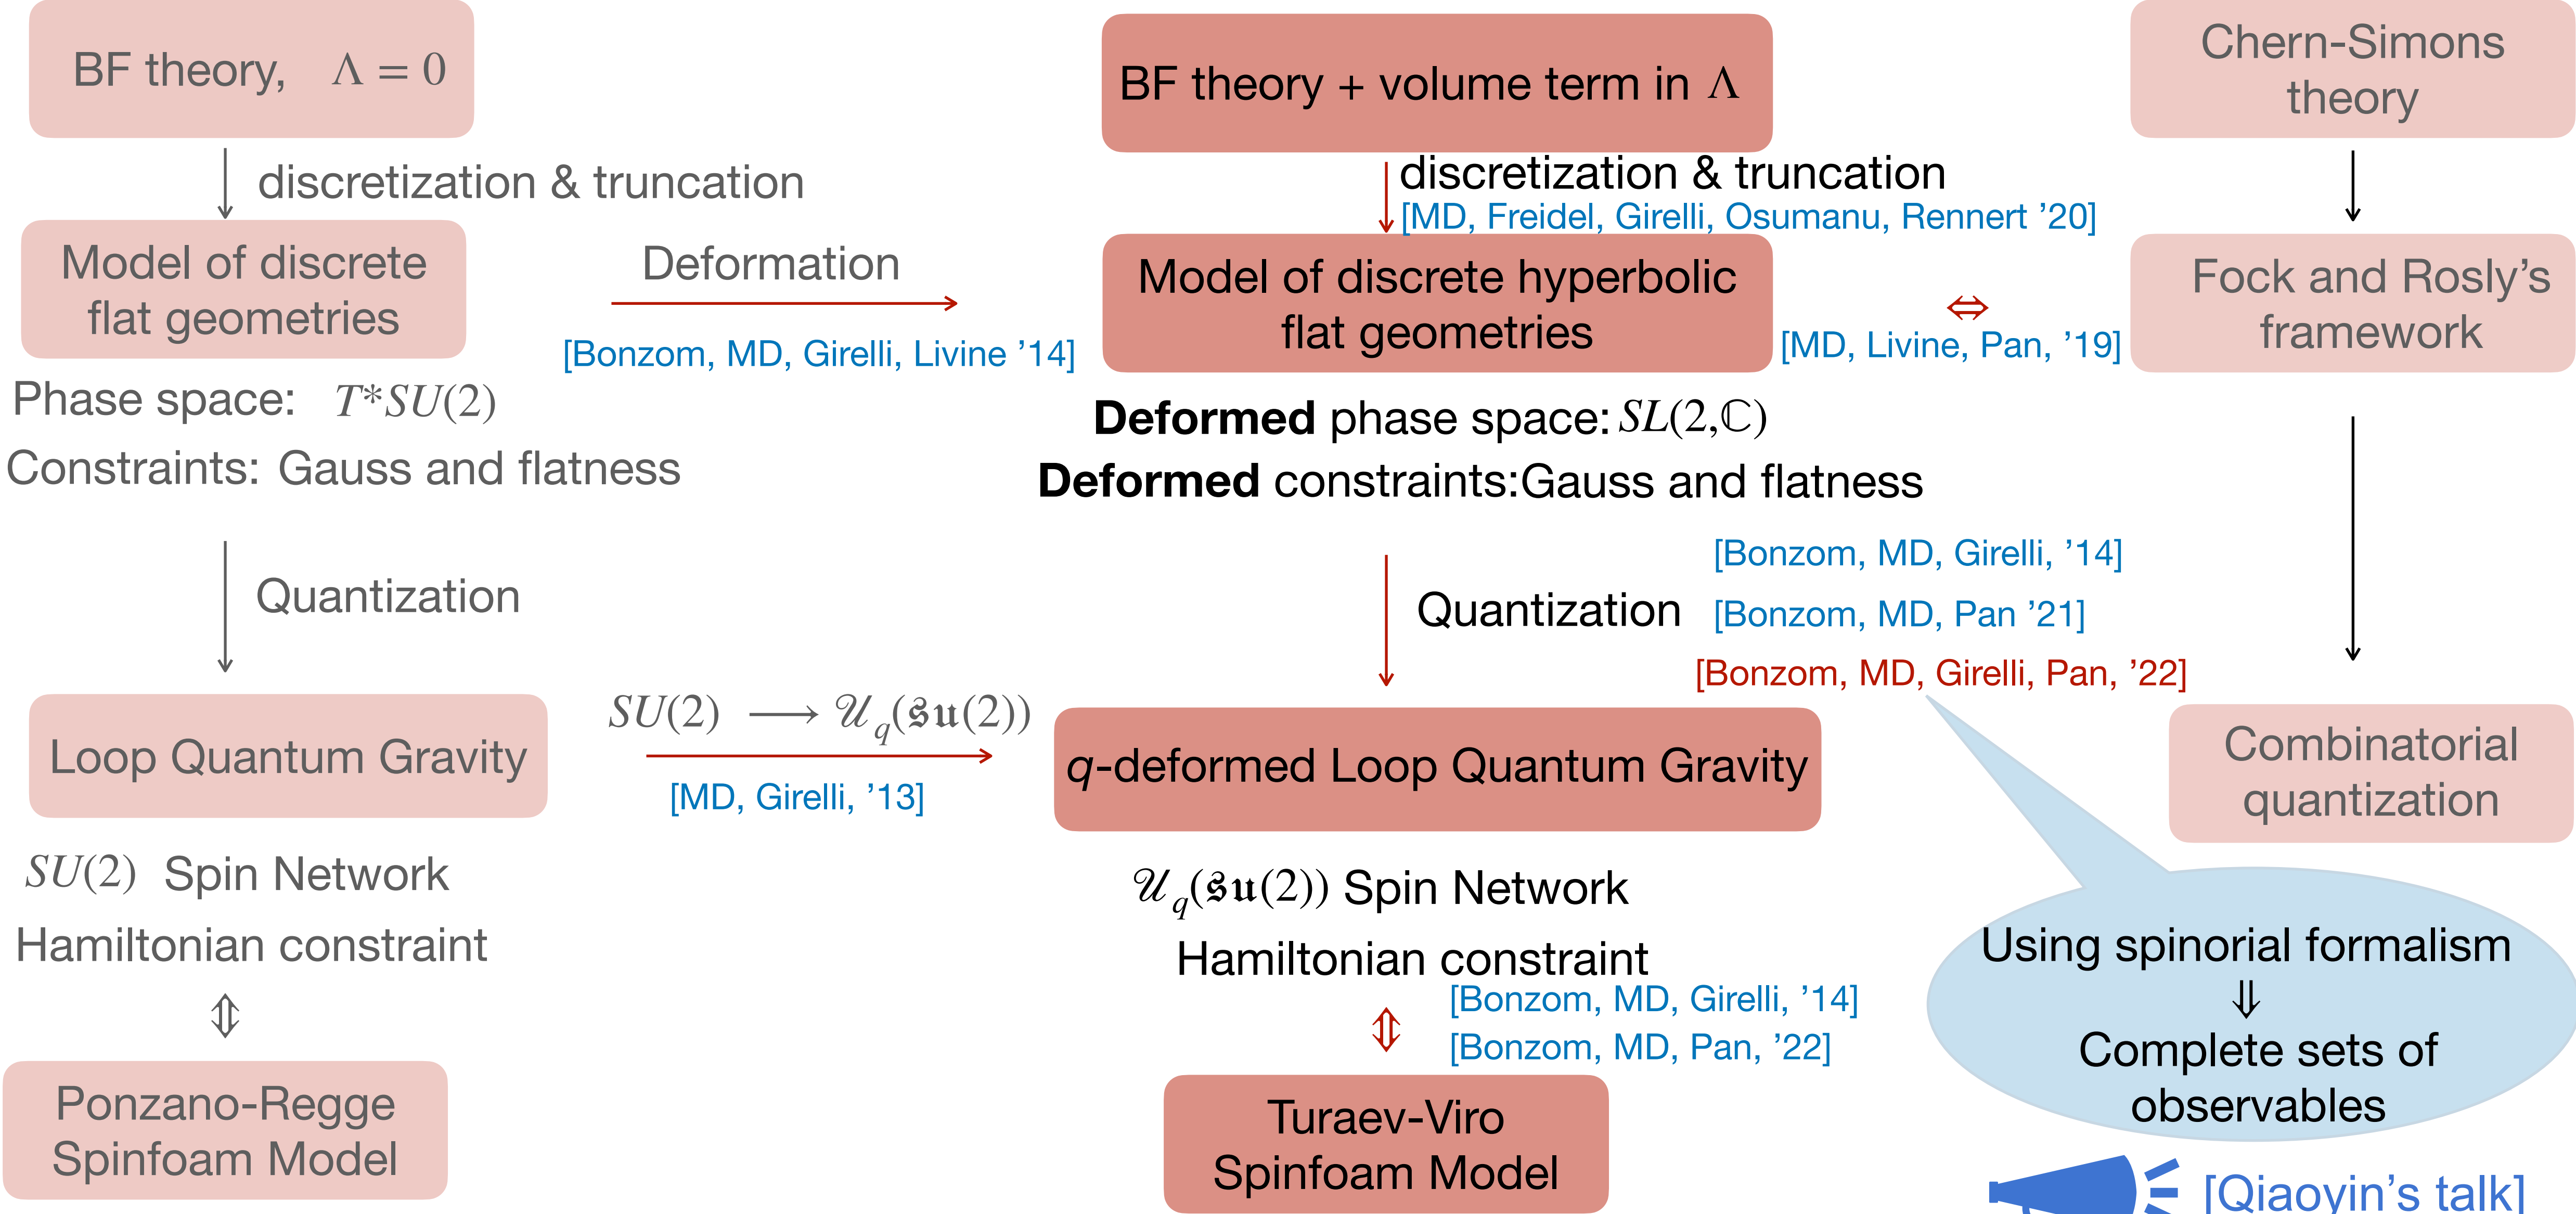 BF theory, Λ = 0
discretization & truncation
Model of discrete
flat geometries
Phase space: T*SU(2)
Constraints: Gauss and flatness
Quantization
Loop Quantum Gravity
SU(2) Spin Network
Hamiltonian constraint
⇕
Ponzano-Regge
Spinfoam Model
Deformation
[Bonzom, MD, Girelli, Livine ’14]
SU(2) ⟶ 𝒰q(𝔰𝔲(2))
[MD, Girelli, ’13]
BF theory + volume term in Λ
discretization & truncation
[MD, Freidel, Girelli, Osumanu, Rennert ’20]
Model of discrete hyperbolic
flat geometries
Deformed phase space: SL(2,ℂ)
Deformed constraints:Gauss and flatness
Quantization
[Bonzom, MD, Girelli, ’14]
[Bonzom, MD, Pan ’21]
[Bonzom, MD, Girelli, Pan, ’22]
q-deformed Loop Quantum Gravity
𝒰q(𝔰𝔲(2)) Spin Network
Hamiltonian constraint
⇕
[Bonzom, MD, Girelli, ’14]
[Bonzom, MD, Pan, ’22]
Turaev-Viro
Spinfoam Model
⇔
[MD, Livine, Pan, ’19]
Chern-Simons
theory
Fock and Rosly’s
framework
Combinatorial
quantization
Using spinorial formalism
⇓
Complete sets of
observables
[Qiaoyin’s talk]